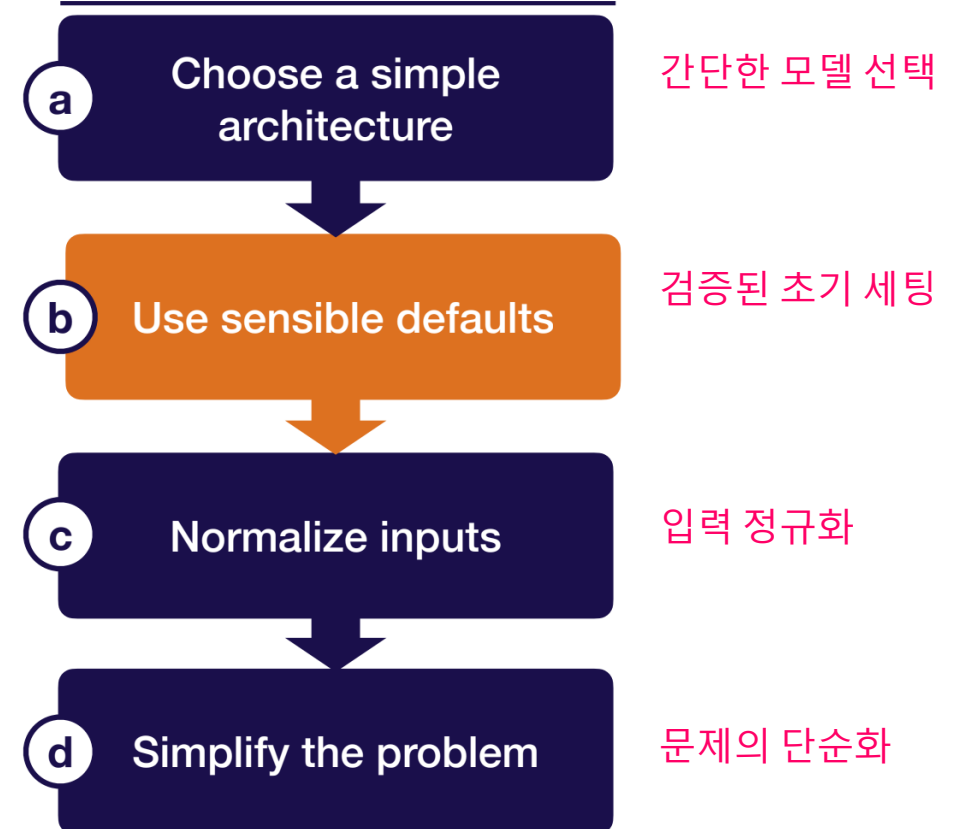 Choose a simple
architecture
a
간단한 모델 선택
b
Use sensible defaults
검증된 초기 세팅
c
Normalize inputs
입력 정규화
d
Simplify the problem
문제의 단순화